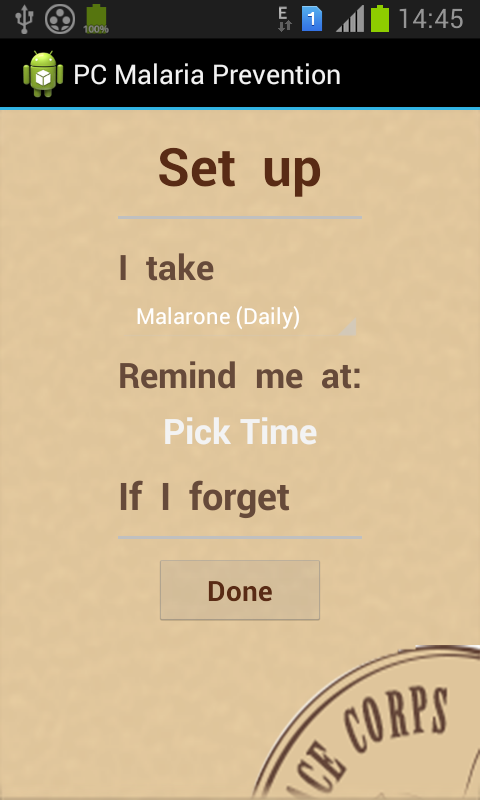 100%
E
1
14:45
PC Malaria Prevention
Set up
I take
Malarone (Daily)
Remind me at:
Pick Time
If I forget
Done
ACE CORPS